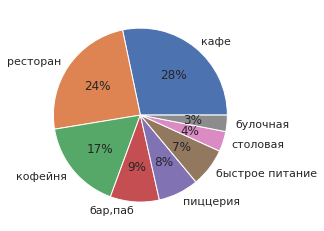 кафе
28%
ресторан
24%
кофейня
17%
бар,паб
9%
пиццерия
8%
быстрое питание
7%
столовая
4%
булочная
3%